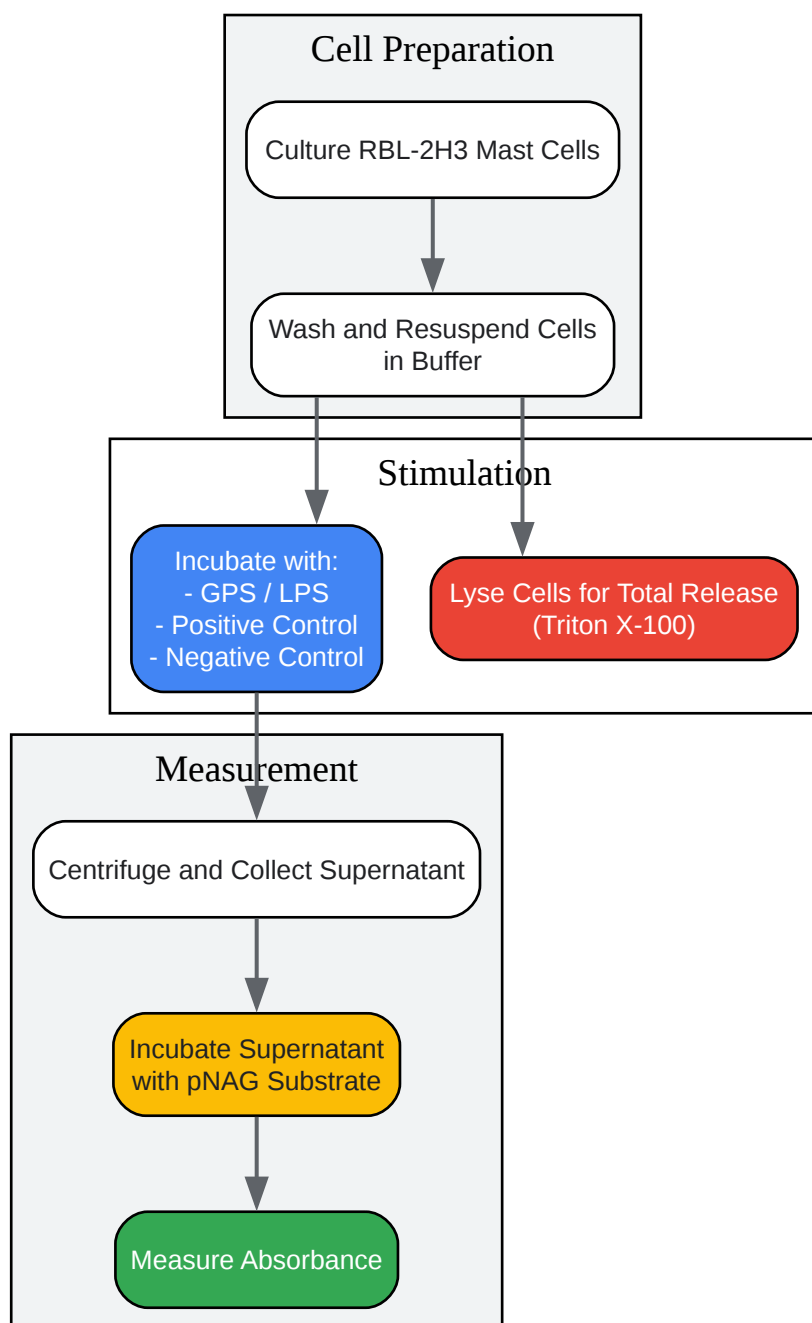 Cell Preparation
Culture RBL-2H3 Mast Cells
Wash and Resuspend Cells
in Buffer
Stimulation
Incubate with:
- GPS / LPS
- Positive Control
- Negative Control
Lyse Cells for Total Release
(Triton X-100)
Measurement
Centrifuge and Collect Supernatant
Incubate Supernatant
with pNAG Substrate
Measure Absorbance